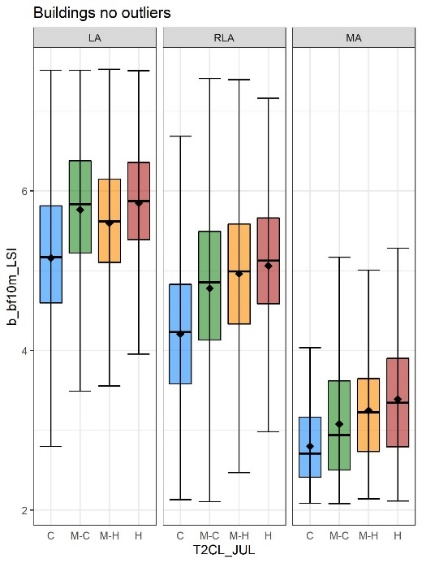 Buildings no outliers
LA RLA MA
b_bf10m_LSI
6
4
2
C M-C M-H H C M-C M-H H C M-C M-H H
T2CL_JUL